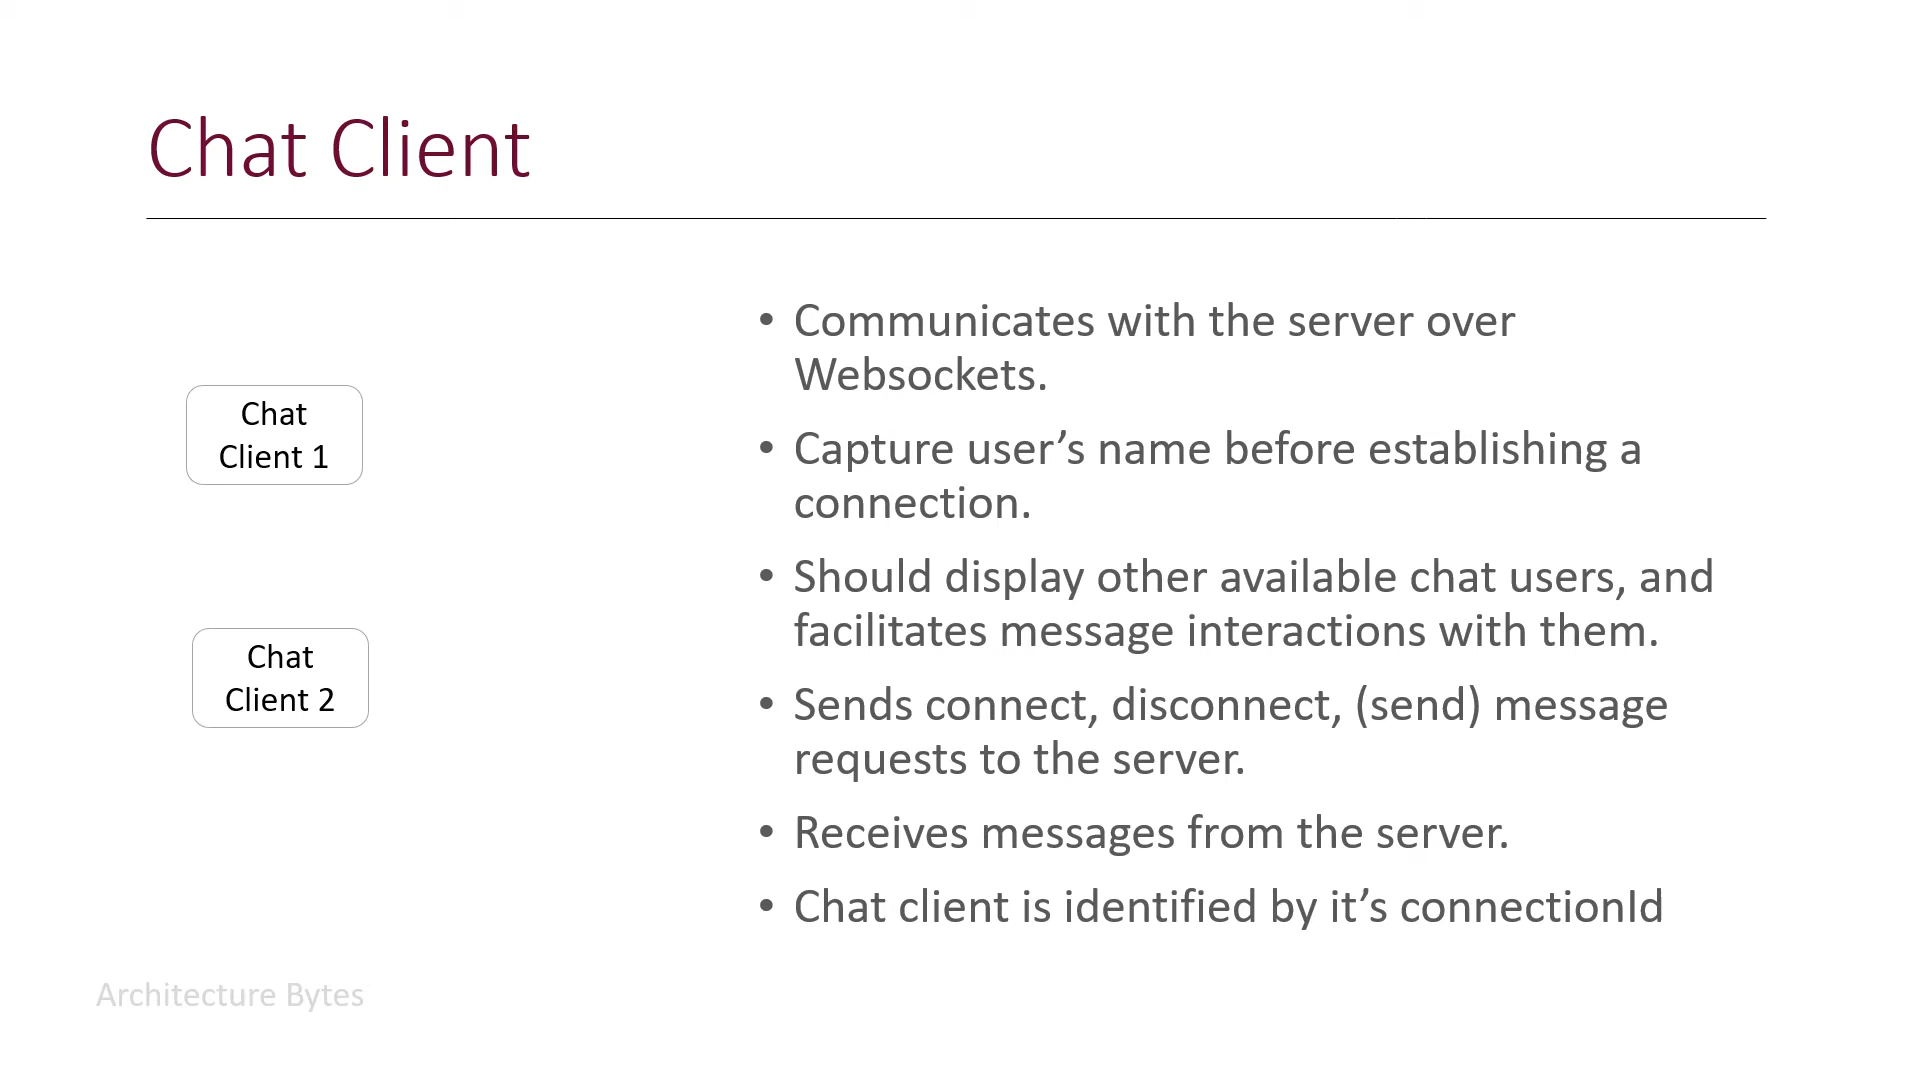 Chat Client
Chat
Client 1
Chat
Client 2
• Communicates with the server over
Websockets.
• Capture user’s name before establishing a
connection.
• Should display other available chat users, and
facilitates message interactions with them.
• Sends connect, disconnect, (send) message
requests to the server.
• Receives messages from the server.
• Chat client is identified by it’s connectionId
Architecture Bytes